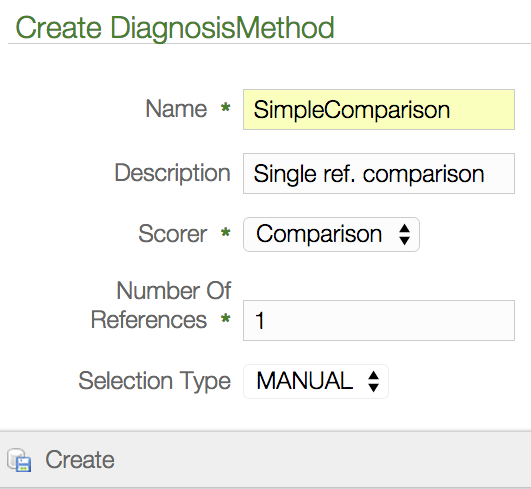 Create DiagnosisMethod
Name * SimpleComparison
Description Single ref. comparison
Scorer * Comparison
Number Of
References * 1
Selection Type MANUAL
Create